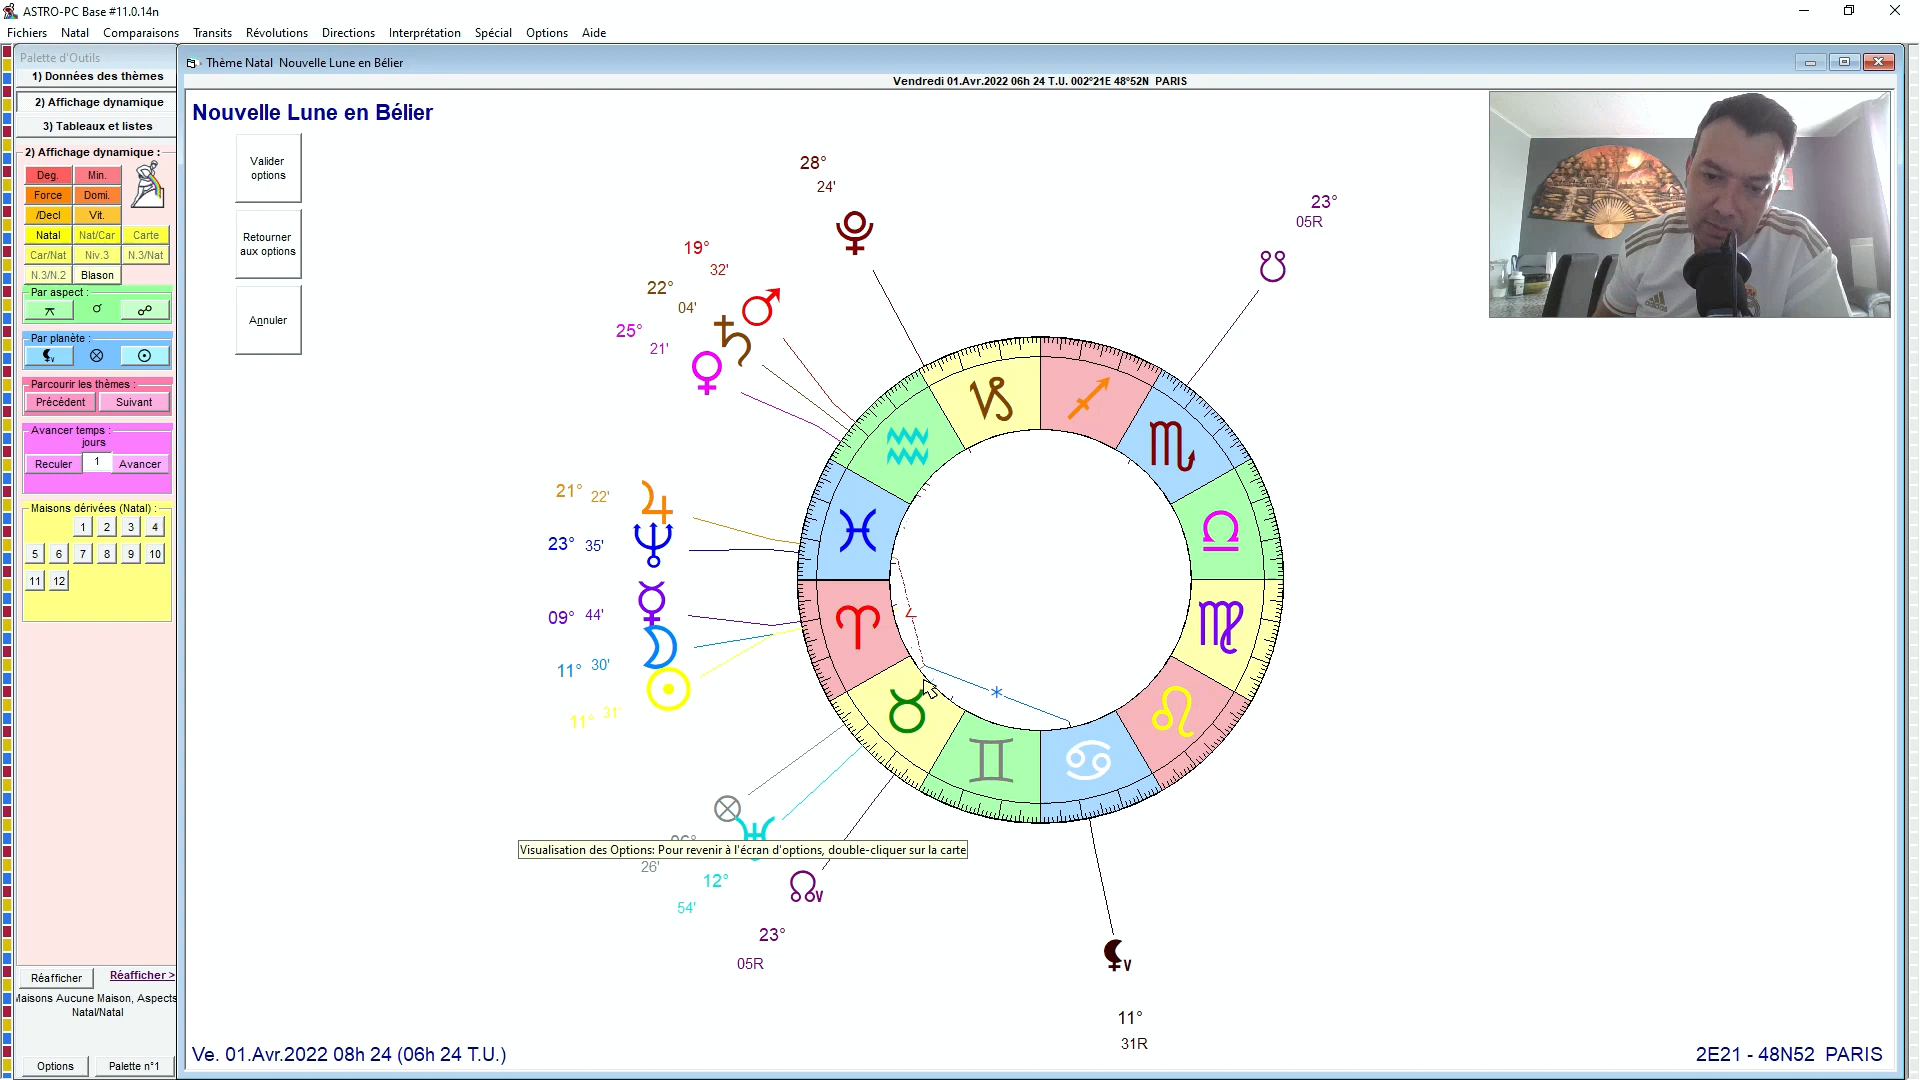 ASTRO-PC Base #11.0.14n
Fichiers Natal Comparaisons Transits Révolutions Directions Interprétation Spécial Options Aide
Palette d'Outils
1) Données des thèmes
2) Affichage dynamique
3) Tableaux et listes
2) Affichage dynamique :
Deg. Min.
Force Domi.
/Decl Vit.
Natal Nat/Car Carte
Car/Nat Niv.3 N.3/Nat
N.3/N.2 Blason
Par aspect :
Par planète :
Parcourir les thèmes :
Précédent Suivant
Avancer temps :
jours
Reculer 1 Avancer
Maisons dérivées (Natal) :
1 2 3 4
5 6 7 8 9 10
11 12
Réafficher Réafficher >
Maisons Aucune Maison, Aspects
Natal/Natal
Options Palette n°1
Thème Natal Nouvelle Lune en Bélier
Vendredi 01.Avr.2022 06h 24 T.U. 002°21E 48°52N PARIS
Nouvelle Lune en Bélier
Valider
options
Retourner
aux options
Annuler
28°
24'
23°
05R
19°
32'
22°
04'
25°
21'
21° 22'
23° 35'
09° 44'
11° 30'
11° 31'
26'
12°
54'
23°
05R
11°
31R
Visualisation des Options: Pour revenir à l'écran d'options, double-cliquer sur la carte
Ve. 01.Avr.2022 08h 24 (06h 24 T.U.)
2E21 - 48N52 PARIS